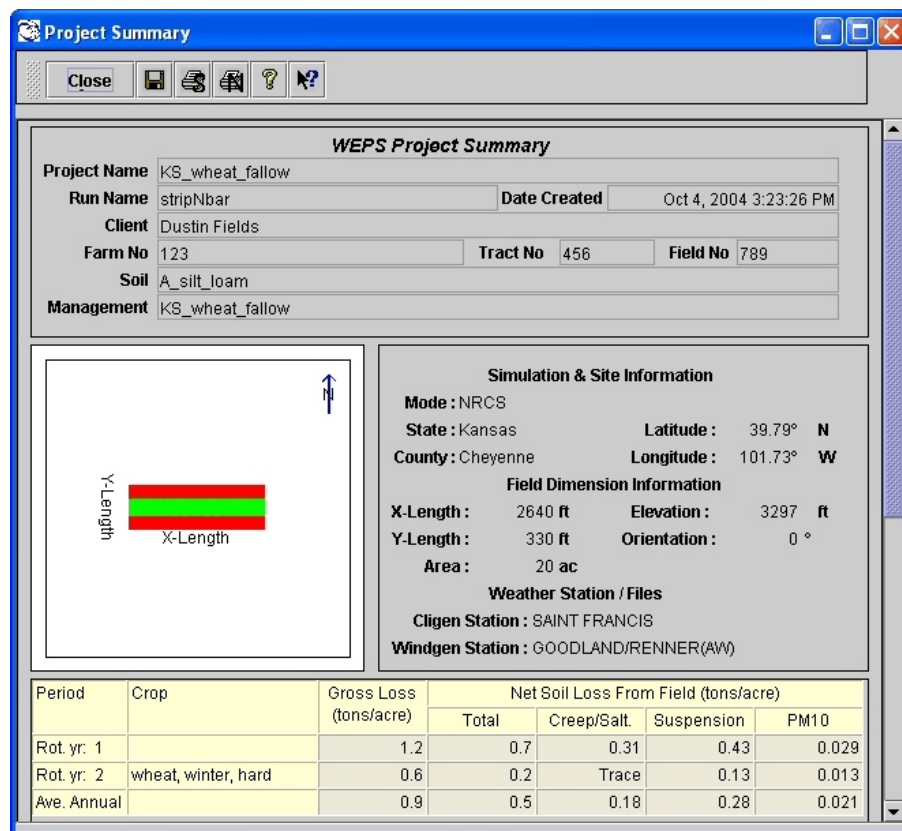 Project Summary
Close
WEPS Project Summary
Project Name KS_wheat_fallow
Run Name stripNbar Date Created Oct 4, 2004 3:23:26 PM
Client Dustin Fields
Farm No 123 Tract No 456 Field No 789
Soil A_silt_loam
Management KS_wheat_fallow
N
Y-Length
X-Length
Simulation & Site Information
Mode : NRCS
State : Kansas Latitude : 39.79° N
County : Cheyenne Longitude : 101.73° W
Field Dimension Information
X-Length : 2640 ft Elevation : 3297 ft
Y-Length : 330 ft Orientation : 0 °
Area : 20 ac
Weather Station / Files
Cligen Station : SAINT FRANCIS
Windgen Station : GOODLAND/RENNER(AW)
Period Crop Gross Loss Net Soil Loss From Field (tons/acre)
(tons/acre) Total Creep/Salt. Suspension PM10
Rot. yr: 1 1.2 0.7 0.31 0.43 0.029
Rot. yr: 2 wheat, winter, hard 0.6 0.2 Trace 0.13 0.013
Ave. Annual 0.9 0.5 0.18 0.28 0.021